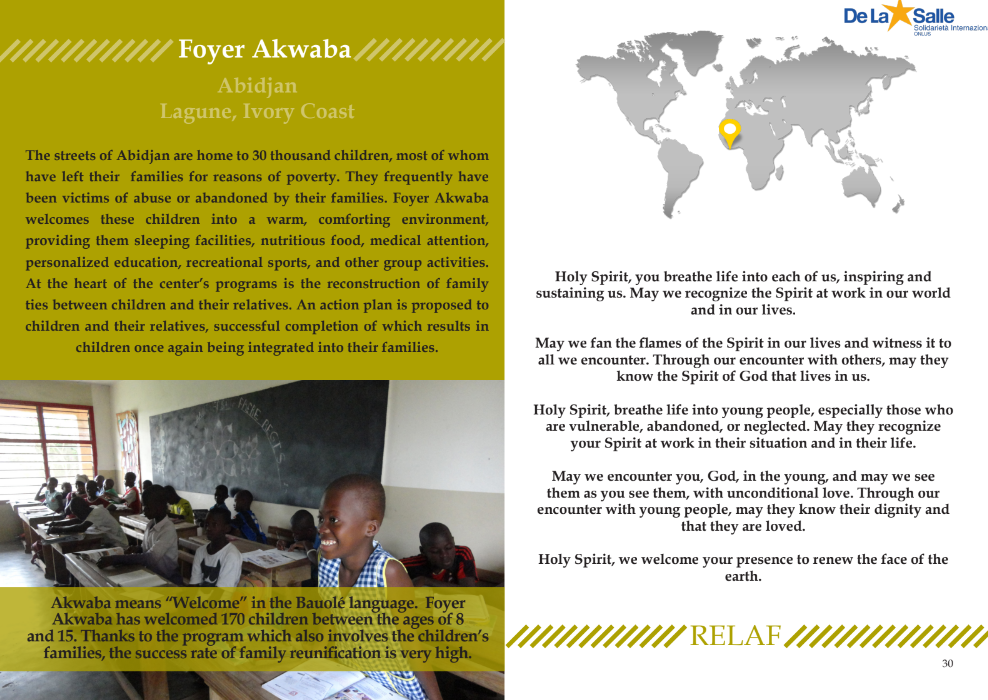 Foyer Akwaba
Abidjan
Lagune, Ivory Coast
The streets of Abidjan are home to 30 thousand children, most of whom
have left their families for reasons of poverty. They frequently have
been victims of abuse or abandoned by their families. Foyer Akwaba
welcomes these children into a warm, comforting environment,
providing them sleeping facilities, nutritious food, medical attention,
personalized education, recreational sports, and other group activities.
At the heart of the center's programs is the reconstruction of family
ties between children and their relatives. An action plan is proposed to
children and their relatives, successful completion of which results in
children once again being integrated into their families.
Akwaba means “Welcome” in the Bauolé language. Foyer
Akwaba has welcomed 170 children between the ages of 8
and 15. Thanks to the program which also involves the children's
families, the success rate of family reunification is very high.
De La Salle
Solidarietà Internazion
ONLUS
Holy Spirit, you breathe life into each of us, inspiring and
sustaining us. May we recognize the Spirit at work in our world
and in our lives.
May we fan the flames of the Spirit in our lives and witness it to
all we encounter. Through our encounter with others, may they
know the Spirit of God that lives in us.
Holy Spirit, breathe life into young people, especially those who
are vulnerable, abandoned, or neglected. May they recognize
your Spirit at work in their situation and in their life.
May we encounter you, God, in the young, and may we see
them as you see them, with unconditional love. Through our
encounter with young people, may they know their dignity and
that they are loved.
Holy Spirit, we welcome your presence to renew the face of the
earth.
RELAF
30